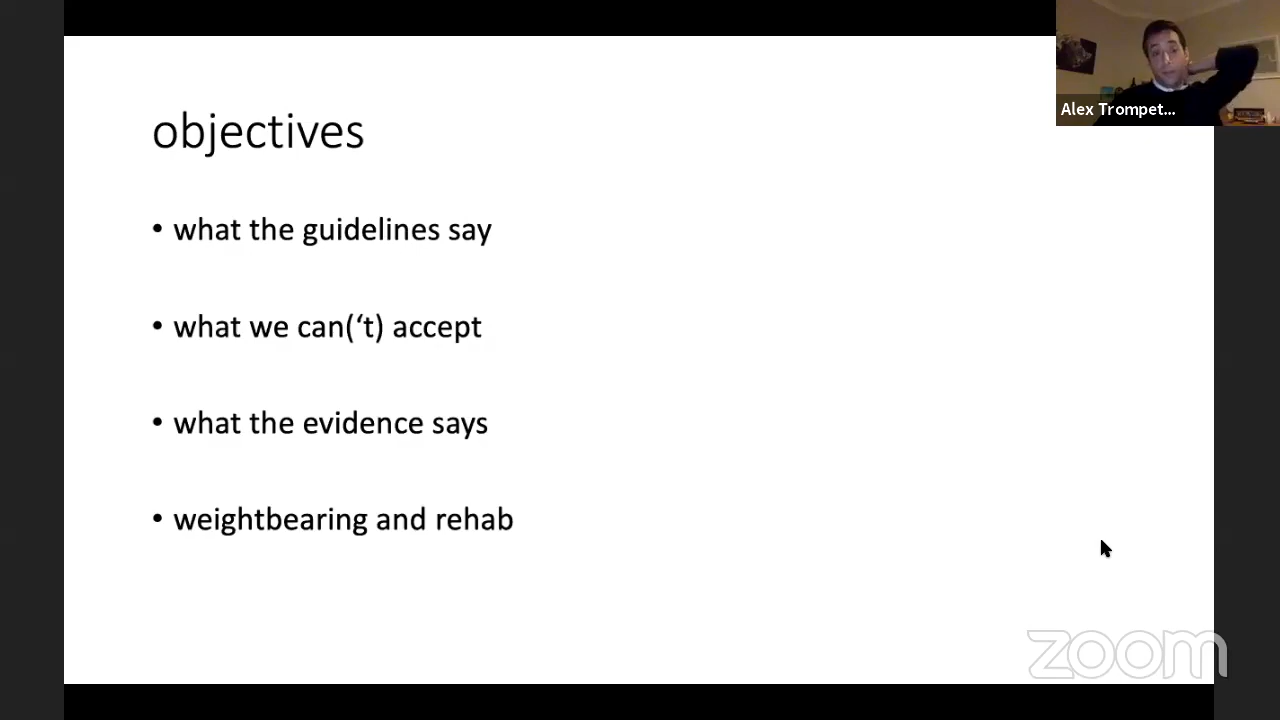 objectives
• what the guidelines say
• what we can(‘t) accept
• what the evidence says
• weightbearing and rehab
Alex Trompet...
zoom